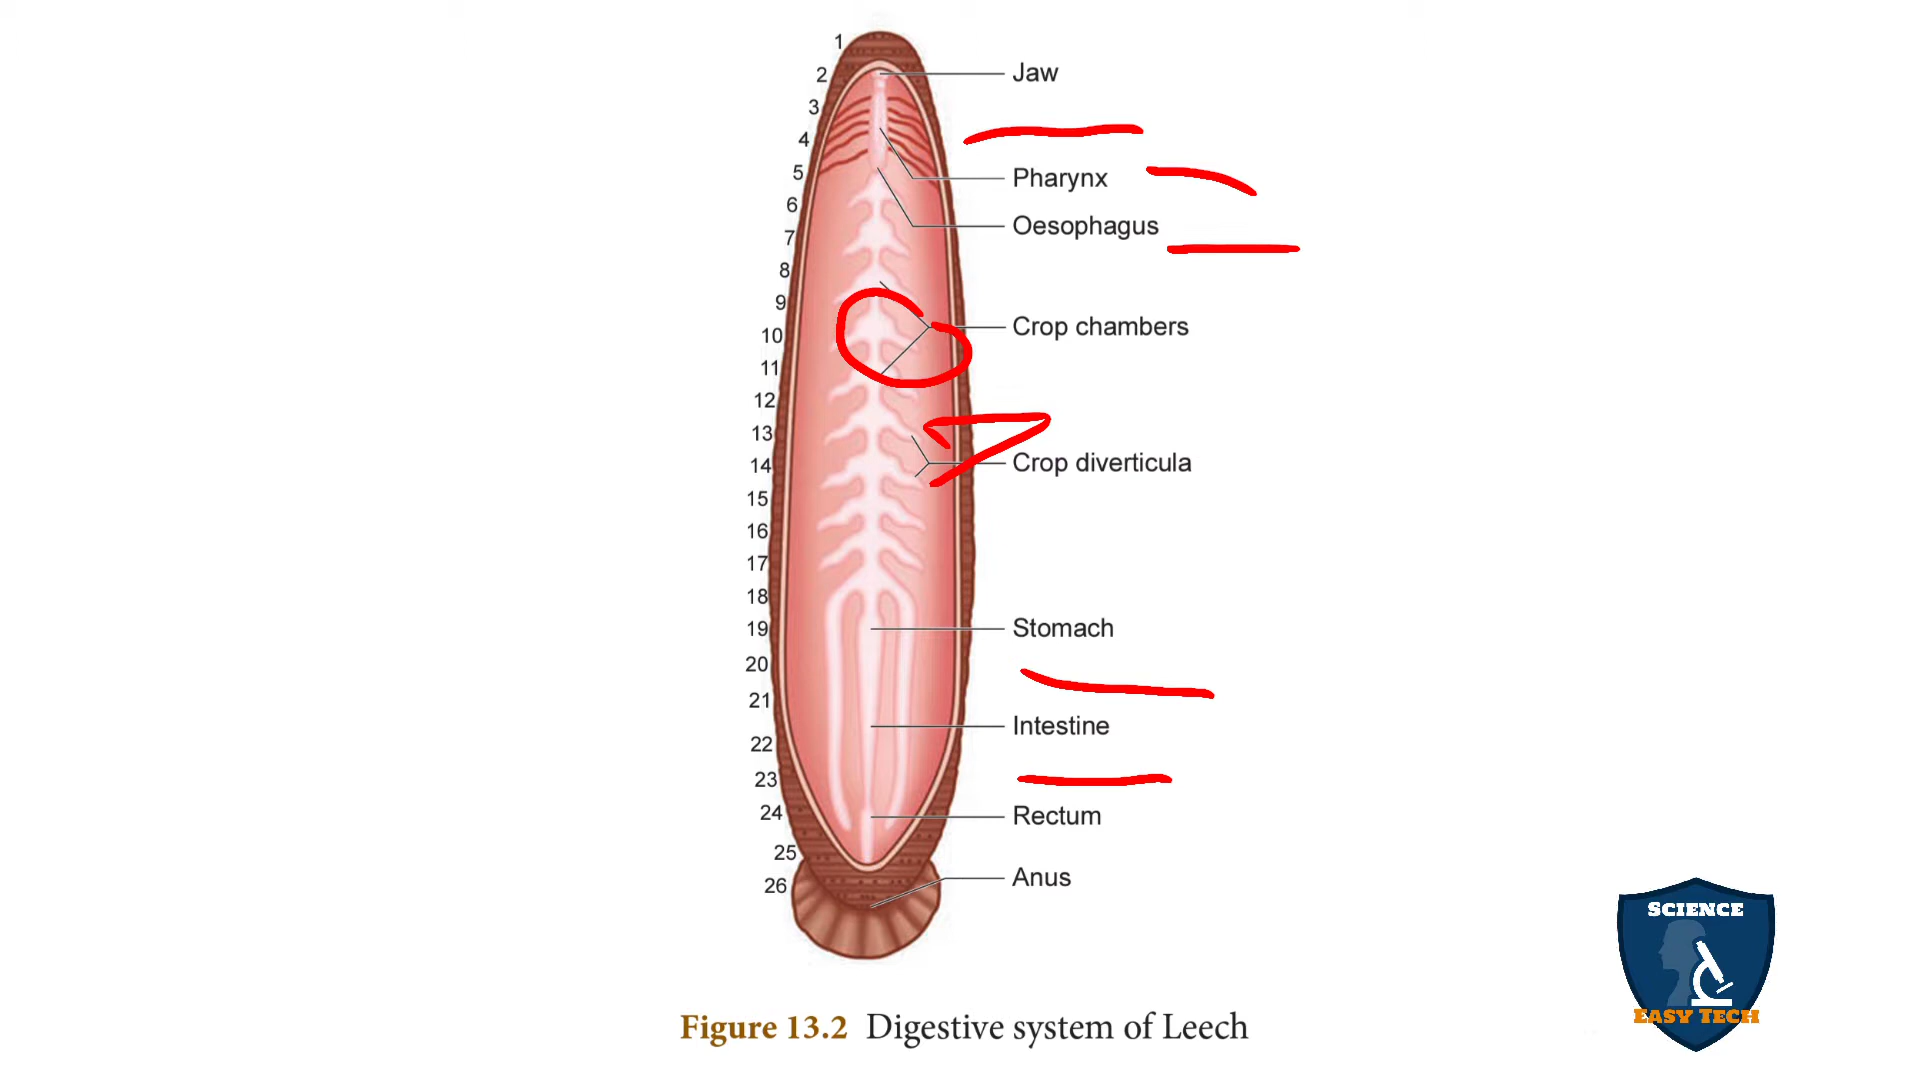 1
2
3
4
5
6
7
8
9
10
11
12
13
14
15
16
17
18
19
20
21
22
23
24
25
26
Jaw
Pharynx
Oesophagus
Crop chambers
Crop diverticula
Stomach
Intestine
Rectum
Anus
Figure 13.2 Digestive system of Leech
SCIENCE
EASY TECH